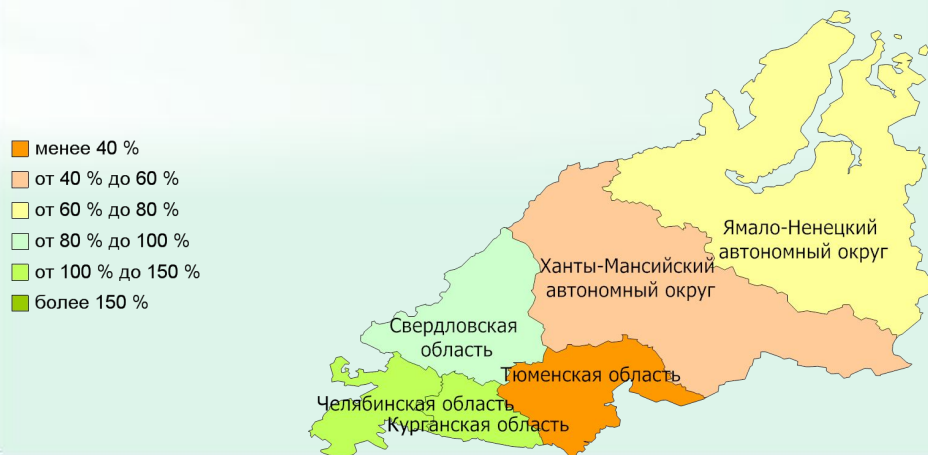 менее 40 %
от 40 % до 60 %
от 60 % до 80 %
от 80 % до 100 %
от 100 % до 150 %
более 150 %
Ямало-Ненецкий
автономный округ
Ханты-Мансийский
автономный округ
Свердловская
область
Тюменская область
Челябинская область
Курганская область